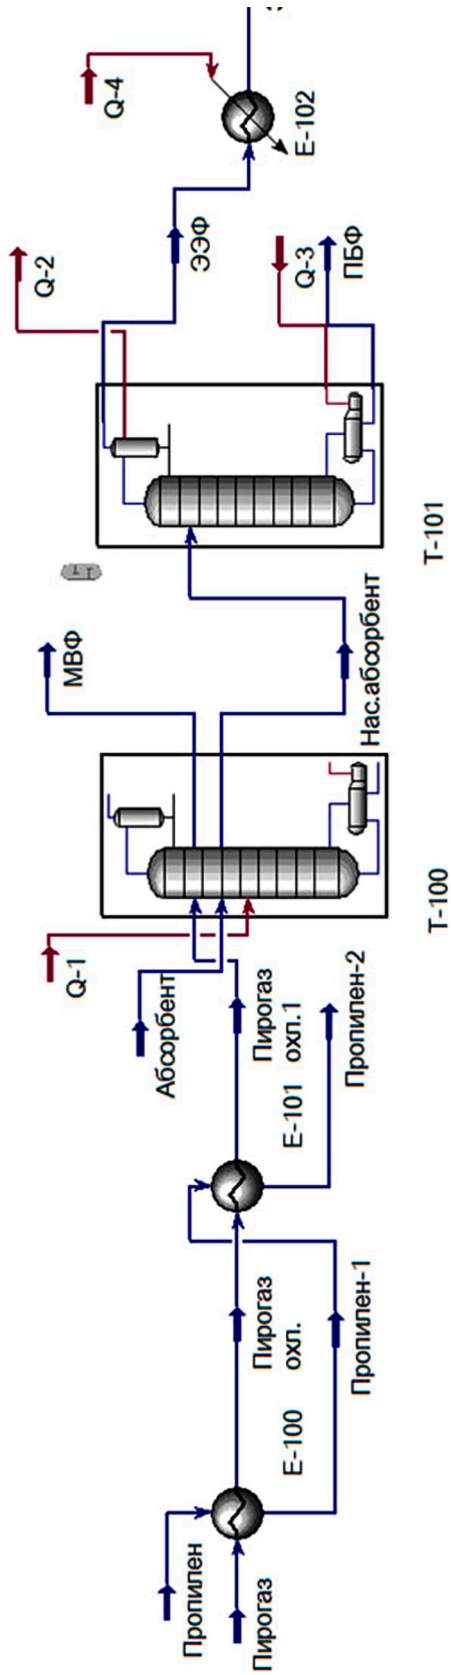 Пропилен
Пирогаз
E-100
Пирогаз
охл.
Пропилен-1
E-101
Пирогаз
охл.1
Пропилен-2
Абсорбент
Q-1
T-100
МВФ
Нас.абсорбент
T-101
Q-2
ЭЭФ
Q-3
ПБФ
Q-4
E-102